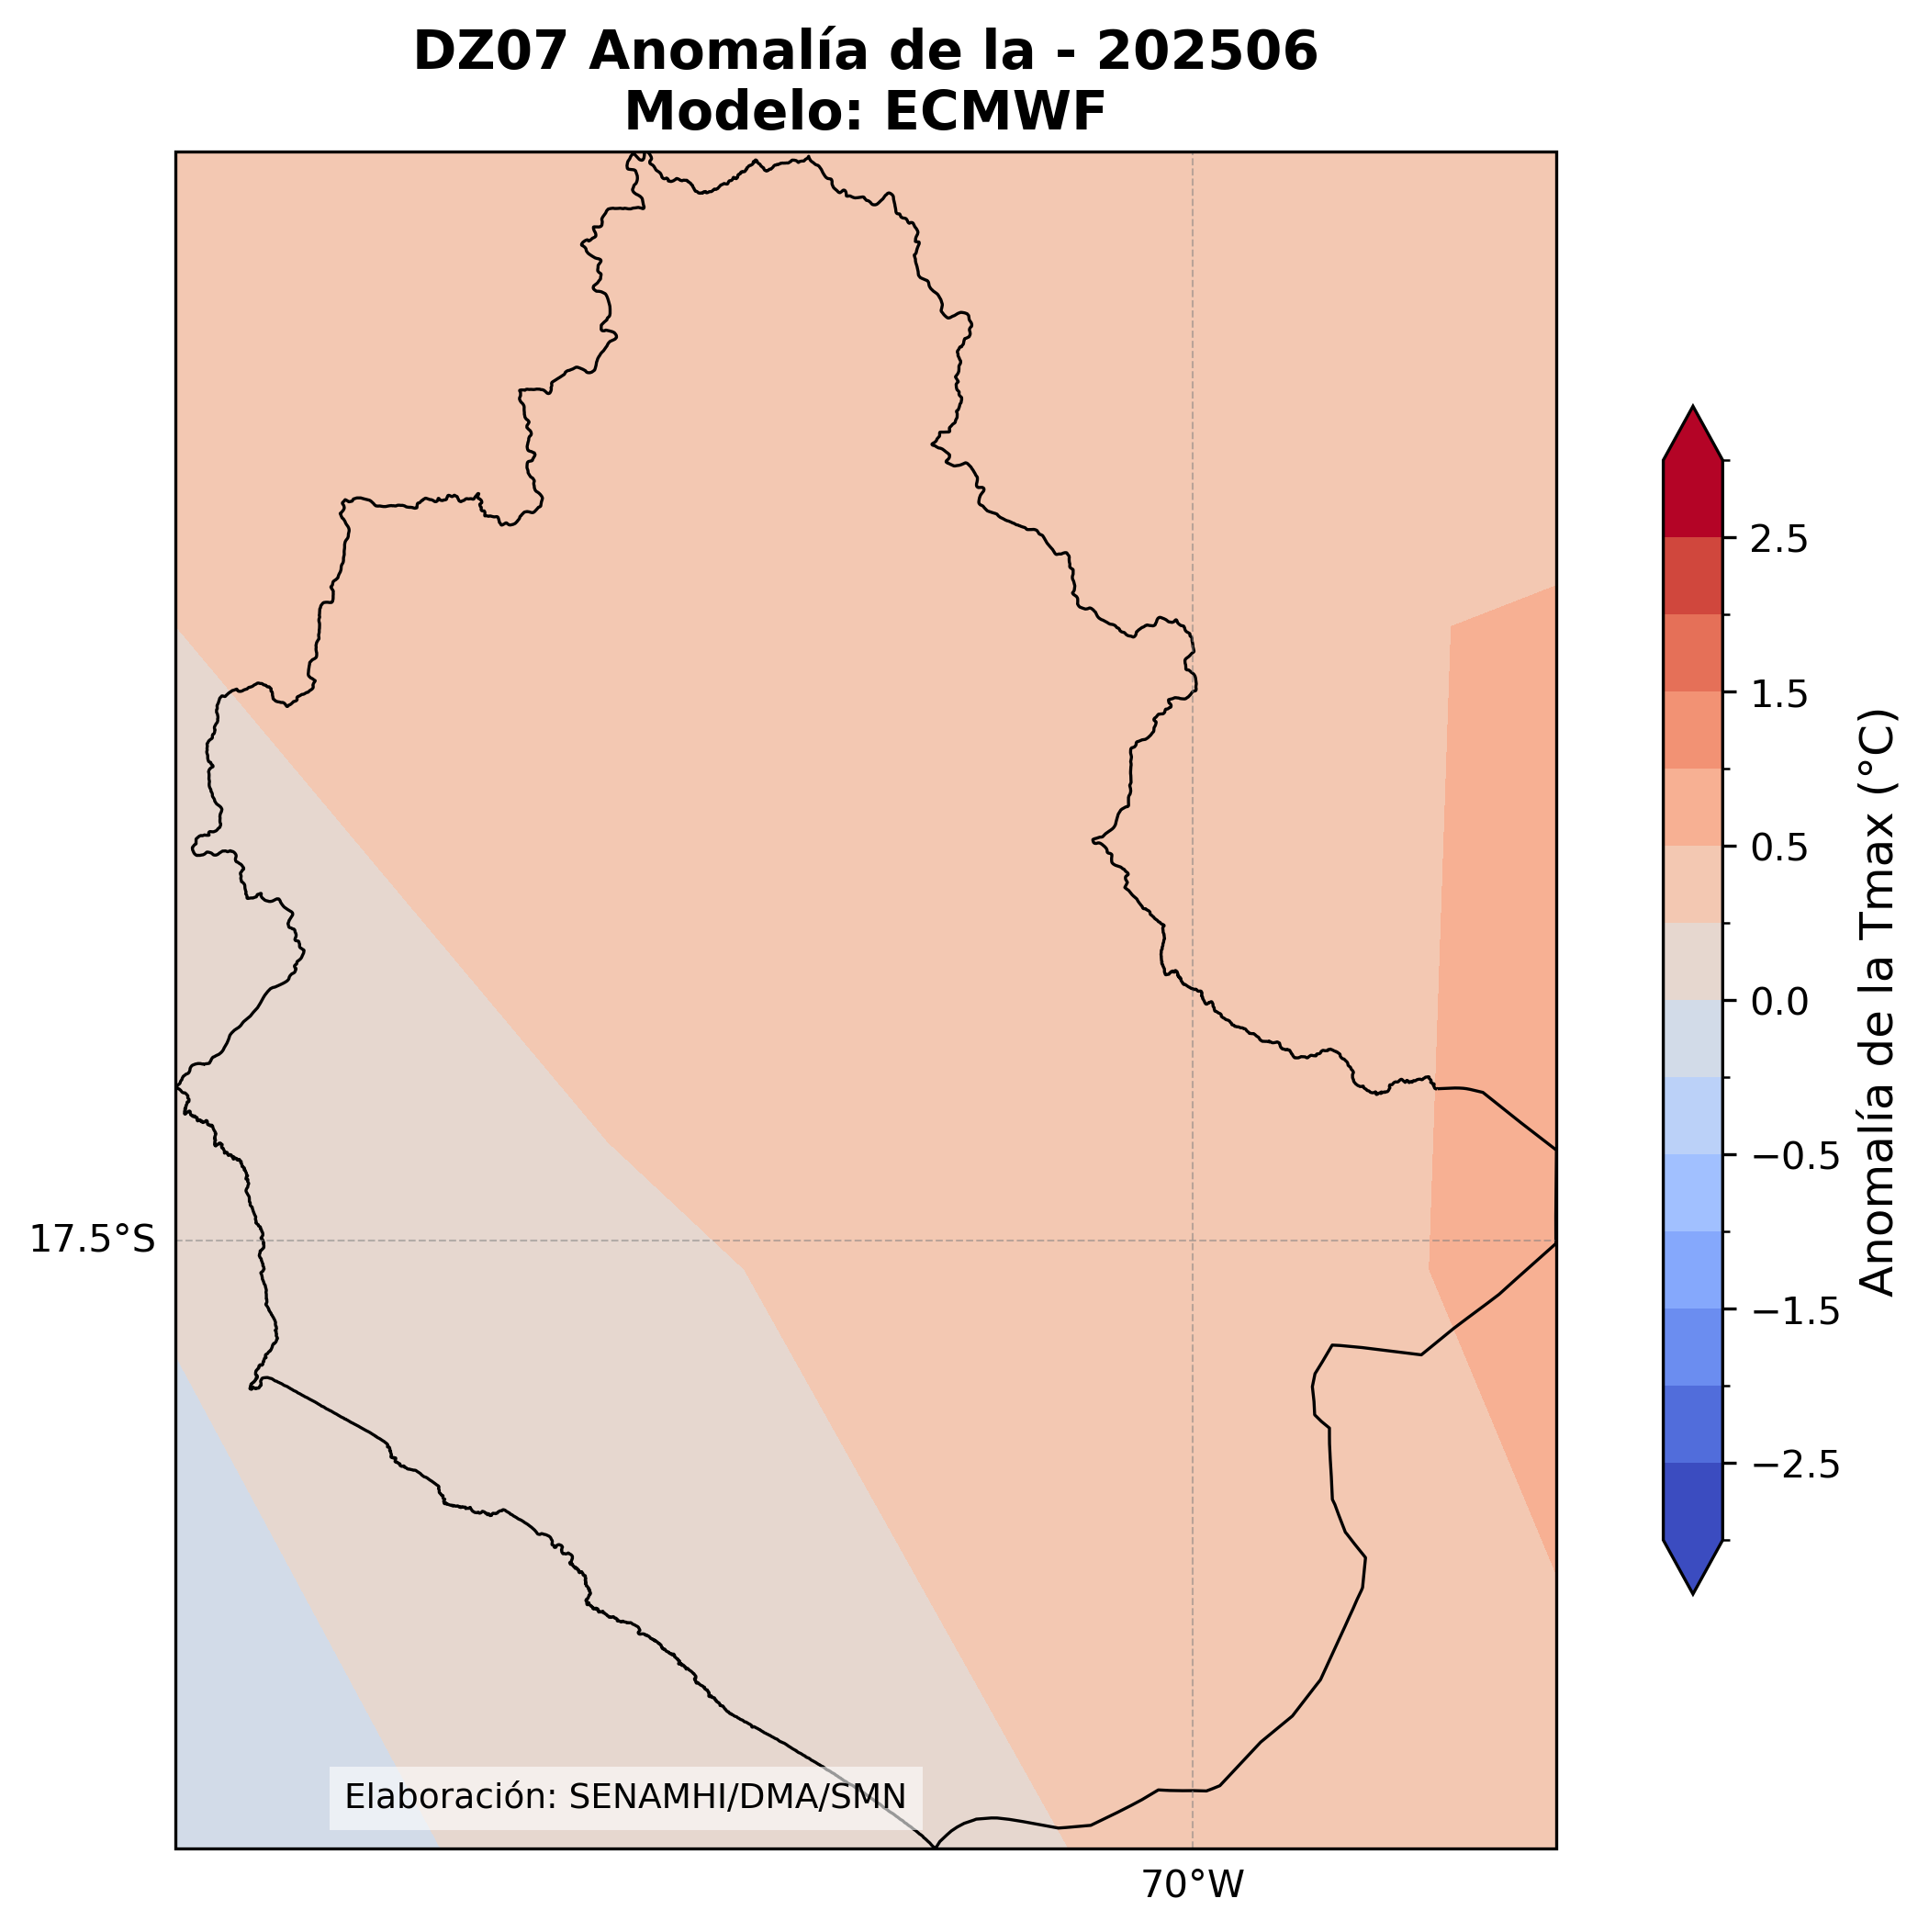 DZ07 Anomalía de la - 202506
Modelo: ECMWF
2.5
1.5
0.5
0.0
−0.5
−1.5
−2.5
Anomalía de la Tmax (°C)
17.5°S
Elaboración: SENAMHI/DMA/SMN
70°W